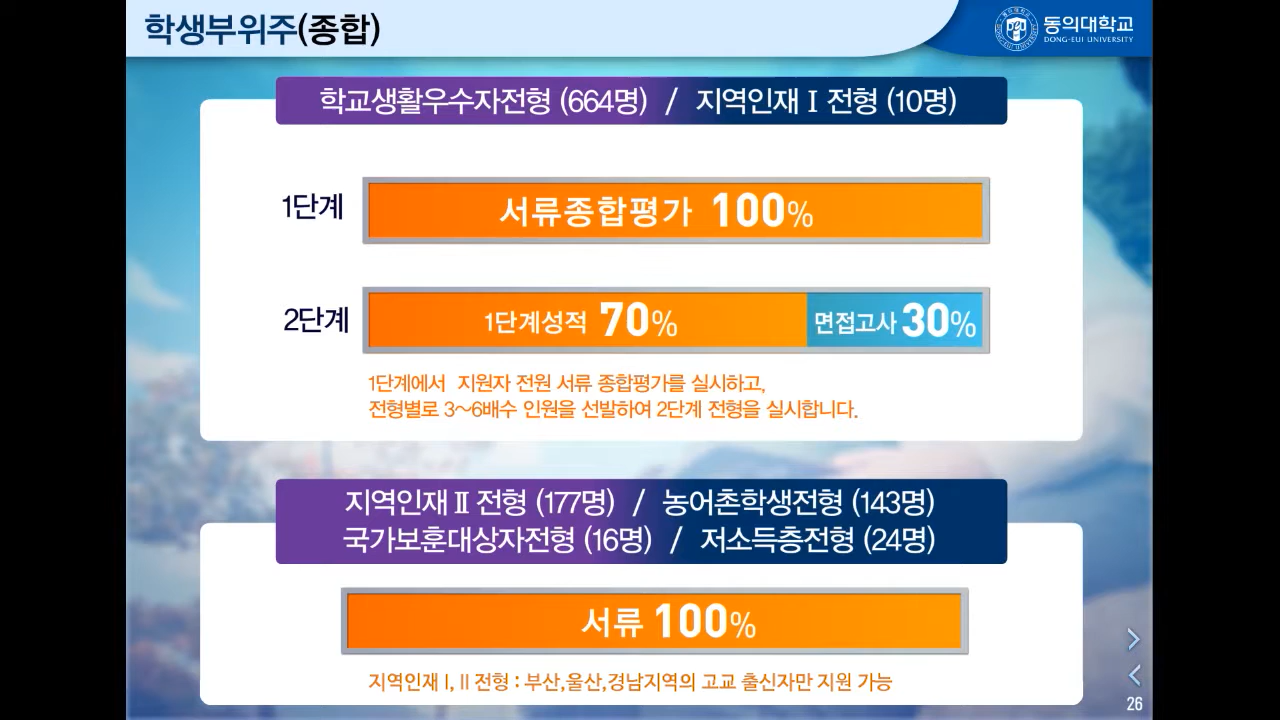 학생부위주(종합)
동의대학교
DONG-EUI UNIVERSITY
학교생활우수자전형 (664명) / 지역인재Ⅰ전형 (10명)
1단계
서류종합평가 100%
2단계
1단계성적 70% 면접고사 30%
1단계에서 지원자 전원 서류 종합평가를 실시하고,
전형별로 3~6배수 인원을 선발하여 2단계 전형을 실시합니다.
지역인재Ⅱ전형 (177명) / 농어촌학생전형 (143명)
국가보훈대상자전형 (16명) / 저소득층전형 (24명)
서류 100%
지역인재Ⅰ,Ⅱ전형 : 부산,울산,경남지역의 고교 출신자만 지원 가능
26